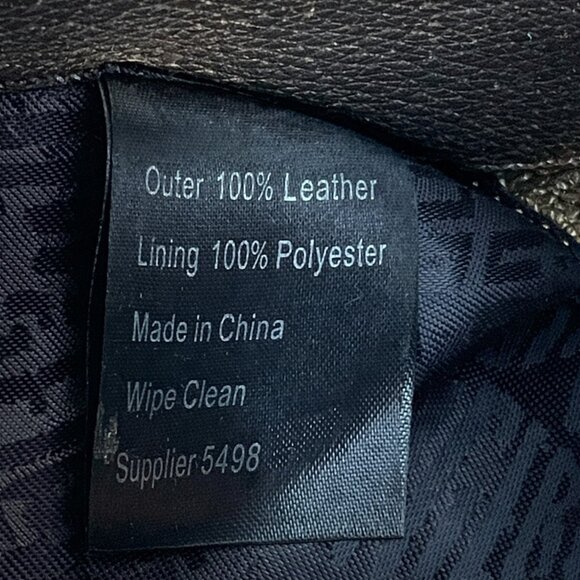 Outer 100% Leather
Lining 100% Polyester
Made in China
Wipe Clean
Supplier 5498